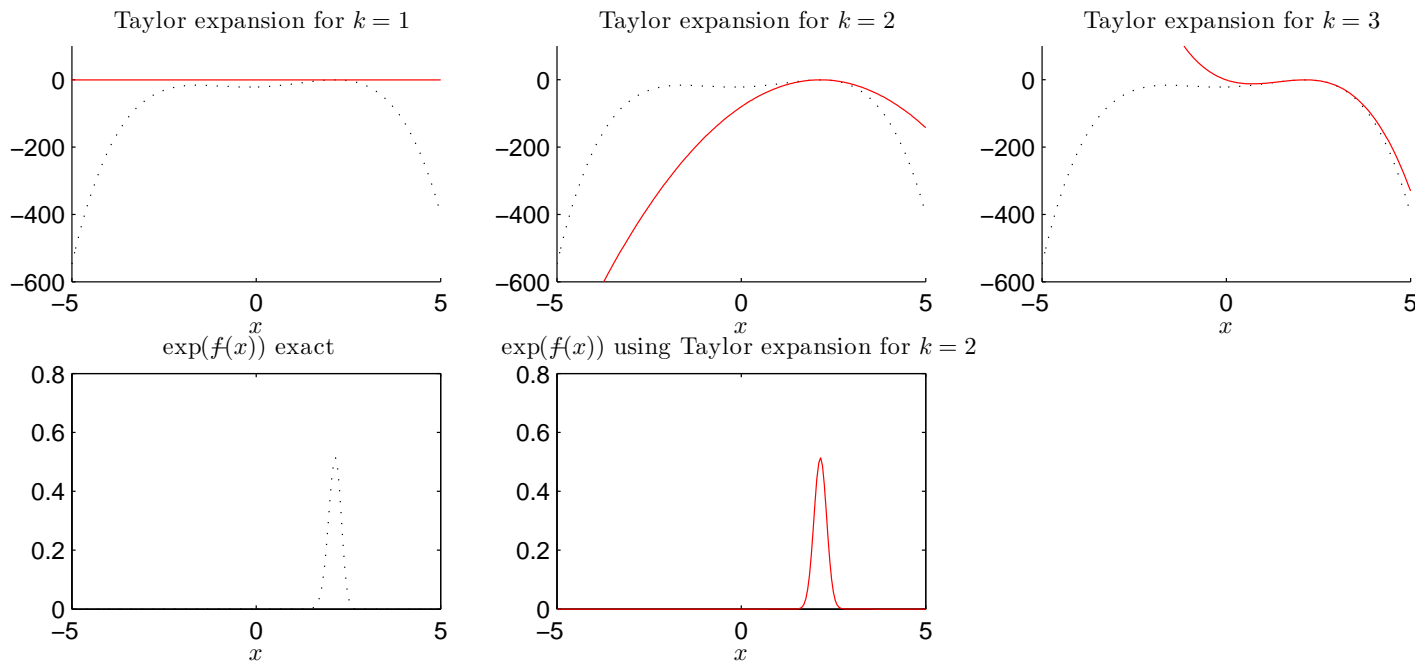 Taylor expansion for k = 1
0
−200
−400
−600
−5 0 5
x
Taylor expansion for k = 2
0
−200
−400
−600
−5 0 5
x
Taylor expansion for k = 3
0
−200
−400
−600
−5 0 5
x
exp(f(x)) exact
0.8
0.6
0.4
0.2
0
−5 0 5
x
exp(f(x)) using Taylor expansion for k = 2
0.8
0.6
0.4
0.2
0
−5 0 5
x